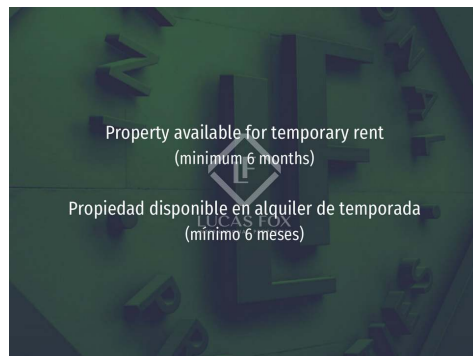 Property available for temporary rent
(minimum 6 months)
LF
Propiedad disponible en alquiler de temporada
LUCAS FOX
(mínimo 6 meses)